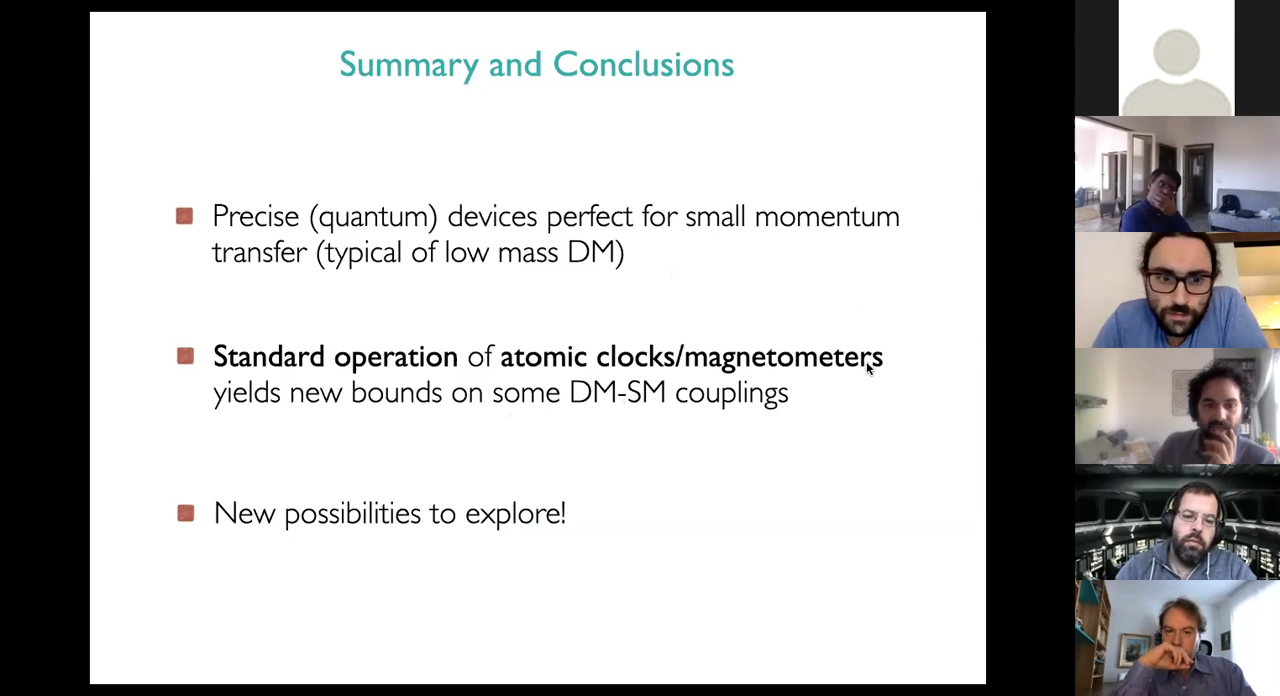 Summary and Conclusions
Precise (quantum) devices perfect for small momentum
transfer (typical of low mass DM)
Standard operation of atomic clocks/magnetometers
yields new bounds on some DM-SM couplings
New possibilities to explore!